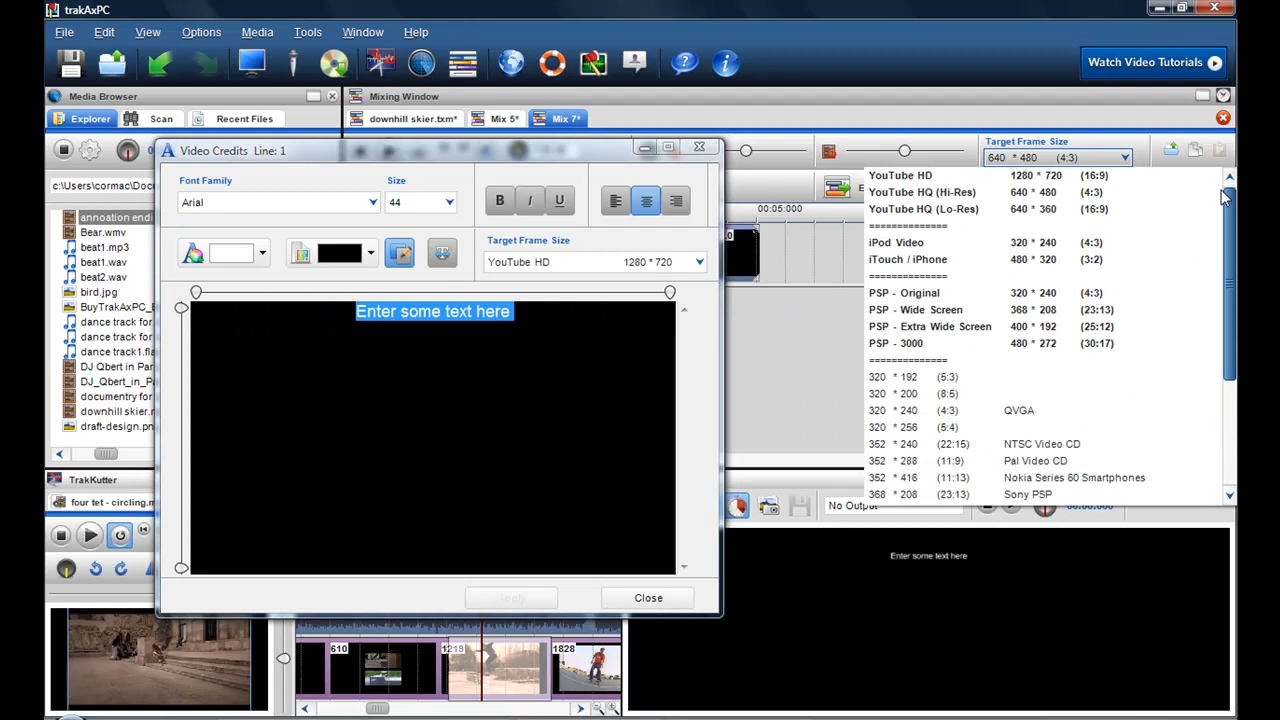 trakAxPC
File Edit View Options Media Tools Window Help
Watch Video Tutorials
Media Browser
Mixing Window
Explorer Scan Recent Files
downhill skier.txm* Mix 5* Mix 7*
Target Frame Size
640 * 480 (4:3)
c:\Users\cormac\Doc
annoation endi
Bear.wmv
beat1.mp3
beat1.wav
beat2.wav
bird.jpg
BuyTrakAxPC_E
dance track for
dance track for
dance track1.fla
DJ Qbert in Par
DJ_Qbert_in_Pa
documentry for
downhill skier.m
draft-design.pn
Video Credits Line: 1
Font Family
Arial
Size
44
B I U
Target Frame Size
YouTube HD 1280 * 720
Enter some text here
Close
00:05:000
YouTube HD 1280 * 720 (16:9)
YouTube HQ (Hi-Res) 640 * 480 (4:3)
YouTube HQ (Lo-Res) 640 * 360 (16:9)
==============
iPod Video 320 * 240 (4:3)
iTouch / iPhone 480 * 320 (3:2)
==============
PSP - Original 320 * 240 (4:3)
PSP - Wide Screen 368 * 208 (23:13)
PSP - Extra Wide Screen 400 * 192 (25:12)
PSP - 3000 480 * 272 (30:17)
==============
320 * 192 (5:3)
320 * 200 (8:5)
320 * 240 (4:3) QVGA
320 * 256 (5:4)
352 * 240 (22:15) NTSC Video CD
352 * 288 (11:9) Pal Video CD
352 * 416 (11:13) Nokia Series 60 Smartphones
368 * 208 (23:13) Sony PSP
No Output
Enter some text here
TrakKutter
four tet - circling.m
610
1219
1828